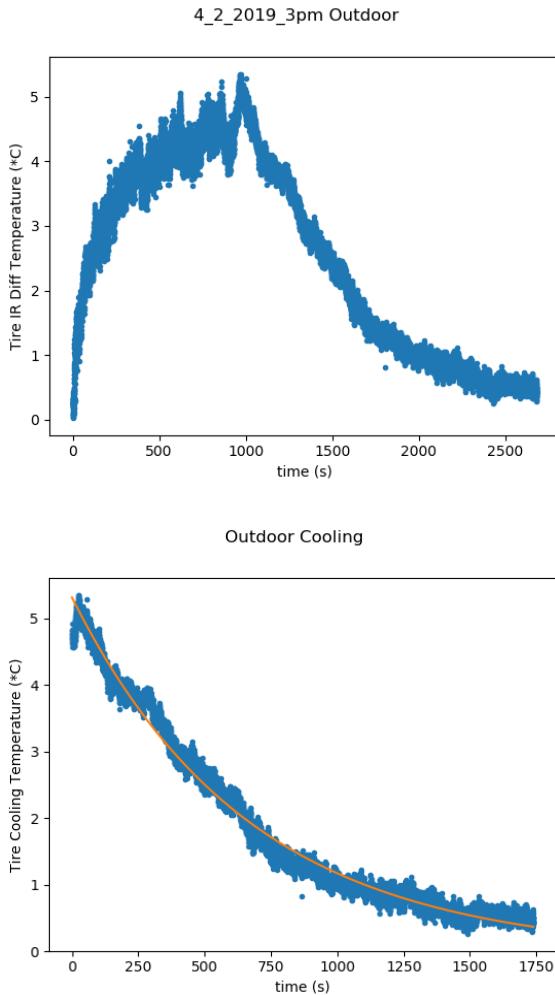 4_2_2019_3pm Outdoor
Tire IR Diff Temperature (*C)
5
4
3
2
1
0
0 500 1000 1500 2000 2500
time (s)
Outdoor Cooling
Tire Cooling Temperature (*C)
5
4
3
2
1
0
0 250 500 750 1000 1250 1500 1750
time (s)